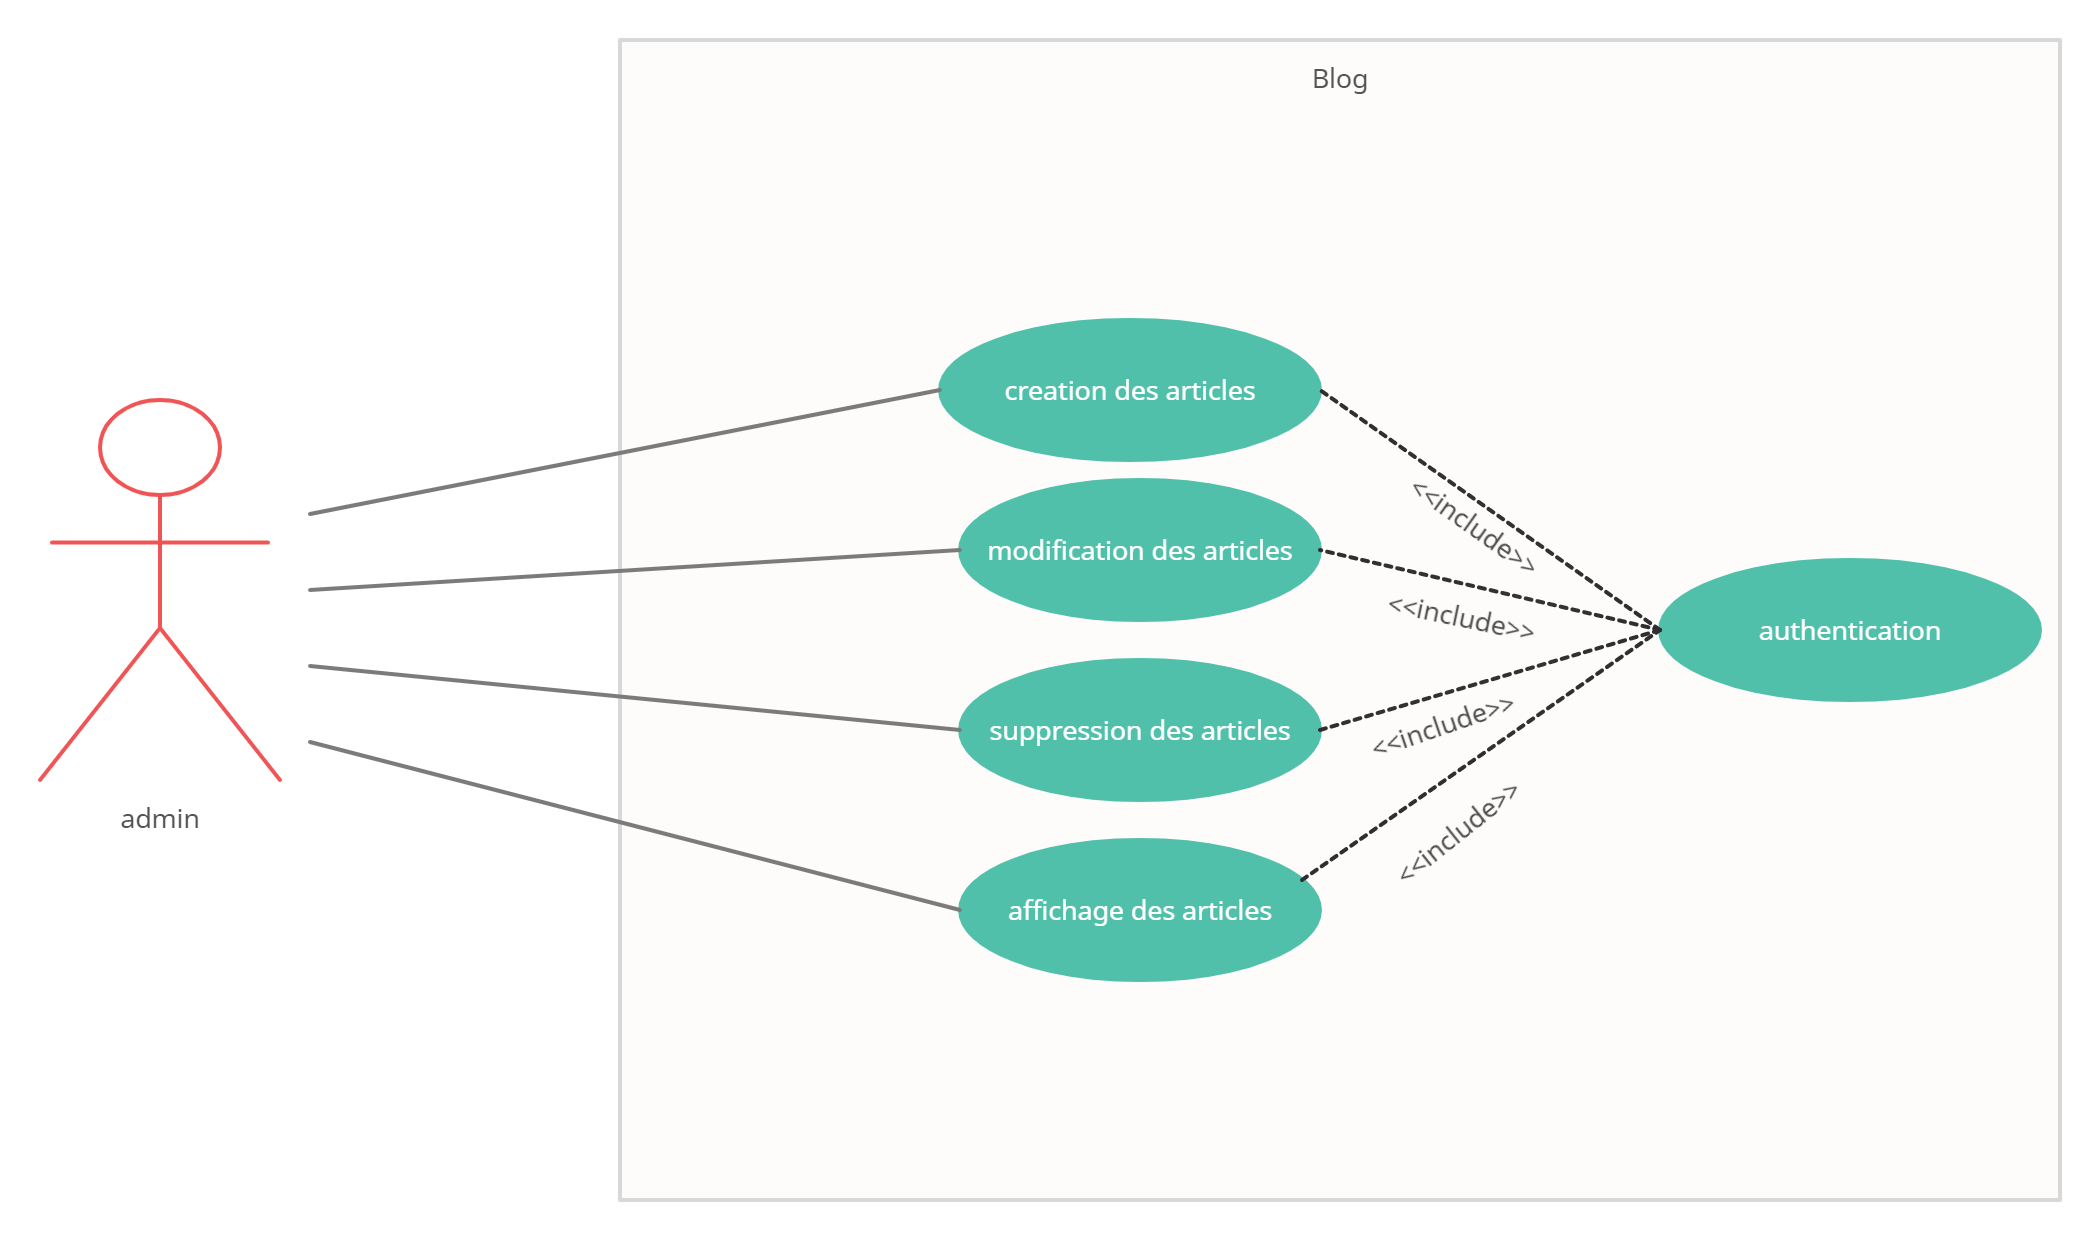 Blog
creation des articles
<<include>>
modification des articles
<<include>>
authentication
suppression des articles
<<include>>
admin
<<include>>
affichage des articles